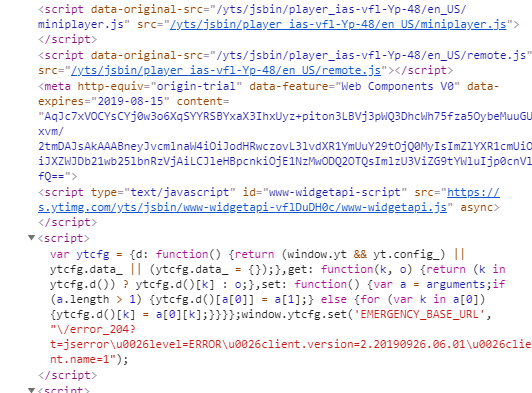 <script data-original-src="/yts/jsbin/player_ias-vfl-Yp-48/en_US/
miniplayer.js" src="/yts/jsbin/player_ias-vfl-Yp-48/en_US/miniplayer.js">
</script>
<script data-original-src="/yts/jsbin/player_ias-vfl-Yp-48/en_US/remote.js"
src="/yts/jsbin/player_ias-vfl-Yp-48/en_US/remote.js"></script>
<meta http-equiv="origin-trial" data-feature="Web Components V0" data-
expires="2019-08-15" content=
"AqJc7xVOCYsCYj0w3o6XqSYYRSBYxaX3IhxUyz+piton3LBVj3pWQ3DhcWh75fza5OybeMuuG
xvm/
2tmDAJsAkAAABneyJvcmlnaW4iOiJodHRwczovL3lvdXR1YmUuY29tOjQ0MyIsImZlYXR1cmUiO
iJXZWJDb21wb25lbnRzVjAiLCJleHBpcnkiOjE1NzMwODQ2OTQsImlzU3ViZG9tYWluIjp0cnVl
fQ==">
<script type="text/javascript" id="www-widgetapi-script" src="https://
s.ytimg.com/yts/jsbin/www-widgetapi-vflDuDH0c/www-widgetapi.js" async>
</script>
<script>
var ytcfg = {d: function() {return (window.yt && yt.config_) ||
ytcfg.data_ || (ytcfg.data_ = {});},get: function(k, o) {return (k in
ytcfg.d()) ? ytcfg.d()[k] : o;},set: function() {var a = arguments;if
(a.length > 1) {ytcfg.d()[a[0]] = a[1];} else {for (var k in a[0])
{ytcfg.d()[k] = a[0][k];}}}};window.ytcfg.set('EMERGENCY_BASE_URL',
"\/error_204?
t=jserror\u0026level=ERROR\u0026client.version=2.20190926.06.01\u0026clie
nt.name=1");
</script>
<script>